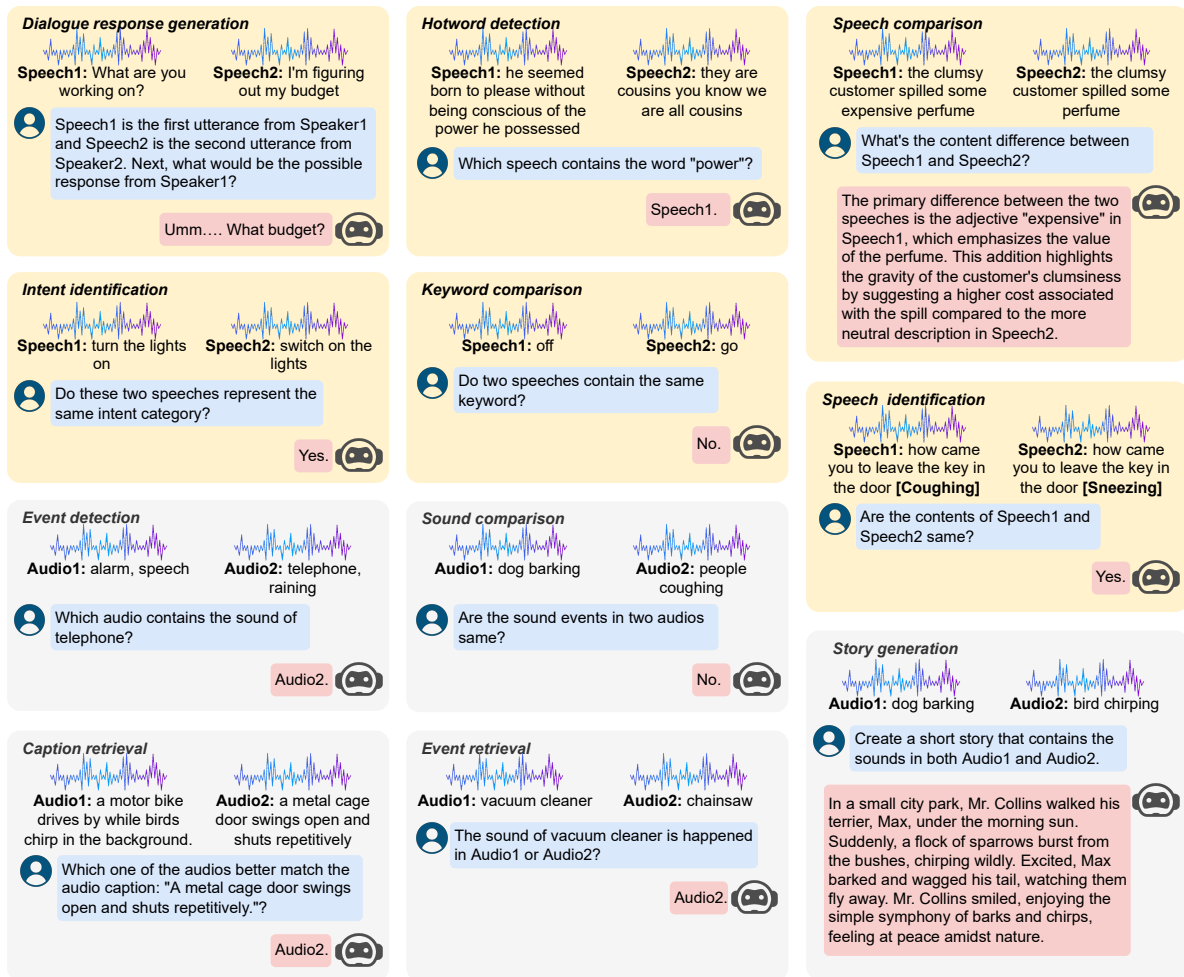 Dialogue response generation
Speech1: What are you
working on?
Speech2: I'm figuring
out my budget
Speech1 is the first utterance from Speaker1
and Speech2 is the second utterance from
Speaker2. Next, what would be the possible
response from Speaker1?
Umm.... What budget?
Hotword detection
Speech1: he seemed
born to please without
being conscious of the
power he possessed
Speech2: they are
cousins you know we
are all cousins
Which speech contains the word "power"?
Speech1.
Speech comparison
Speech1: the clumsy
customer spilled some
expensive perfume
Speech2: the clumsy
customer spilled some
perfume
What's the content difference between
Speech1 and Speech2?
The primary difference between the two
speeches is the adjective "expensive" in
Speech1, which emphasizes the value
of the perfume. This addition highlights
the gravity of the customer's clumsiness
by suggesting a higher cost associated
with the spill compared to the more
neutral description in Speech2.
Intent identification
Speech1: turn the lights
on
Speech2: switch on the
lights
Do these two speeches represent the
same intent category?
Yes.
Keyword comparison
Speech1: off
Speech2: go
Do two speeches contain the same
keyword?
No.
Speech identification
Speech1: how came
you to leave the key in
the door [Coughing]
Speech2: how came
you to leave the key in
the door [Sneezing]
Are the contents of Speech1 and
Speech2 same?
Yes.
Event detection
Audio1: alarm, speech
Audio2: telephone,
raining
Which audio contains the sound of
telephone?
Audio2.
Sound comparison
Audio1: dog barking
Audio2: people
coughing
Are the sound events in two audios
same?
No.
Story generation
Audio1: dog barking
Audio2: bird chirping
Create a short story that contains the
sounds in both Audio1 and Audio2.
In a small city park, Mr. Collins walked his
terrier, Max, under the morning sun.
Suddenly, a flock of sparrows burst from
the bushes, chirping wildly. Excited, Max
barked and wagged his tail, watching them
fly away. Mr. Collins smiled, enjoying the
simple symphony of barks and chirps,
feeling at peace amidst nature.
Caption retrieval
Audio1: a motor bike
drives by while birds
chirp in the background.
Audio2: a metal cage
door swings open and
shuts repetitively
Which one of the audios better match the
audio caption: "A metal cage door swings
open and shuts repetitively."?
Audio2.
Event retrieval
Audio1: vacuum cleaner
Audio2: chainsaw
The sound of vacuum cleaner is happened
in Audio1 or Audio2?
Audio2.